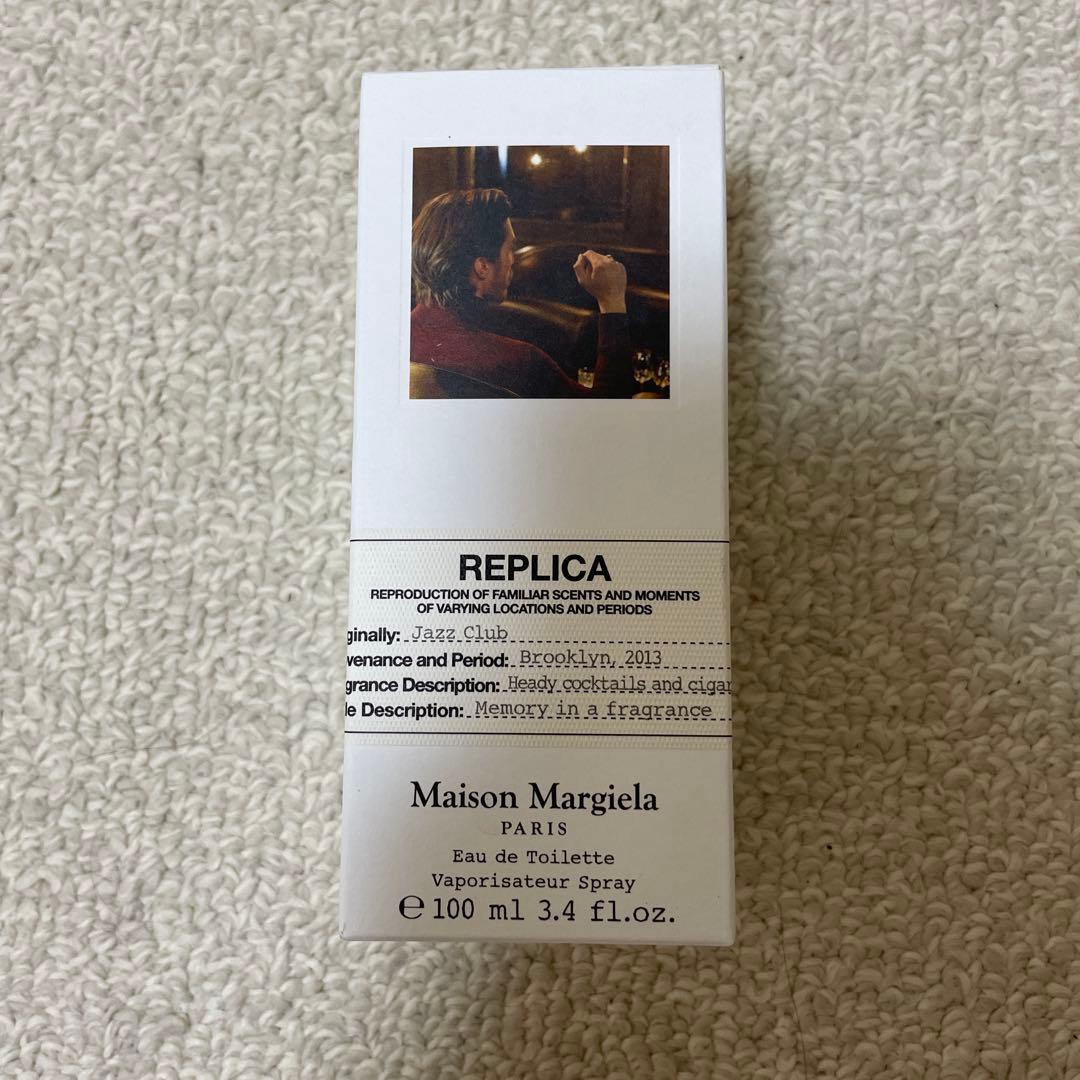 REPLICA
REPRODUCTION OF FAMILIAR SCENTS AND MOMENTS
OF VARYING LOCATIONS AND PERIODS
ginally: Jazz Club
venance and Period: Brooklyn, 2013
grance Description: Heady cocktails and cigar
le Description: Memory in a fragrance
Maison Margiela
PARIS
Eau de Toilette
Vaporisateur Spray
℮ 100 ml 3.4 fl.oz.